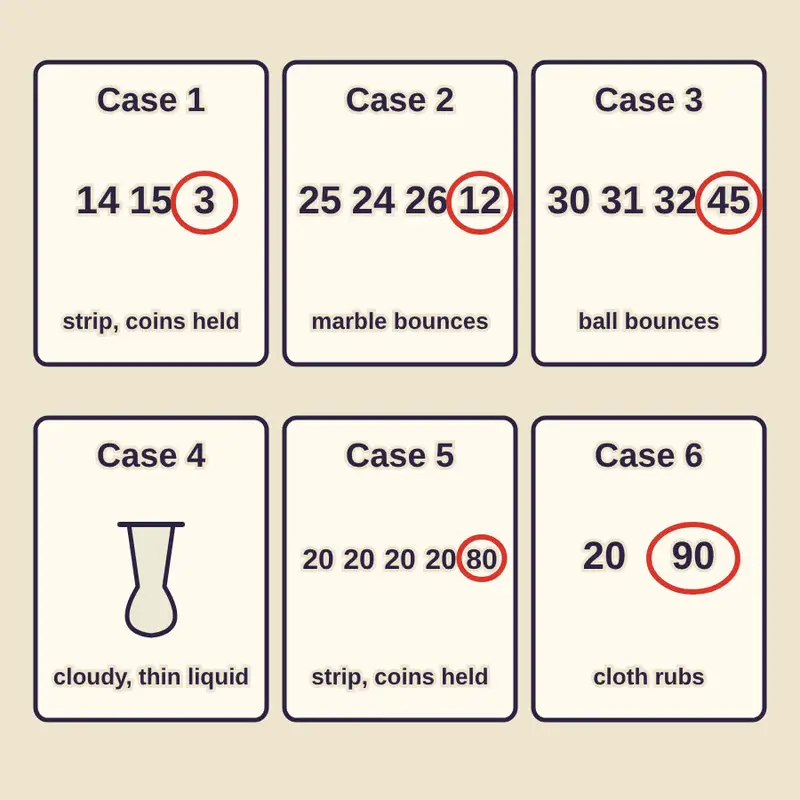 Case 1
14 15 3
strip, coins held
Case 2
25 24 26 12
marble bounces
Case 3
30 31 32 45
ball bounces
Case 4
cloudy, thin liquid
Case 5
20 20 20 20 80
strip, coins held
Case 6
20 90
cloth rubs